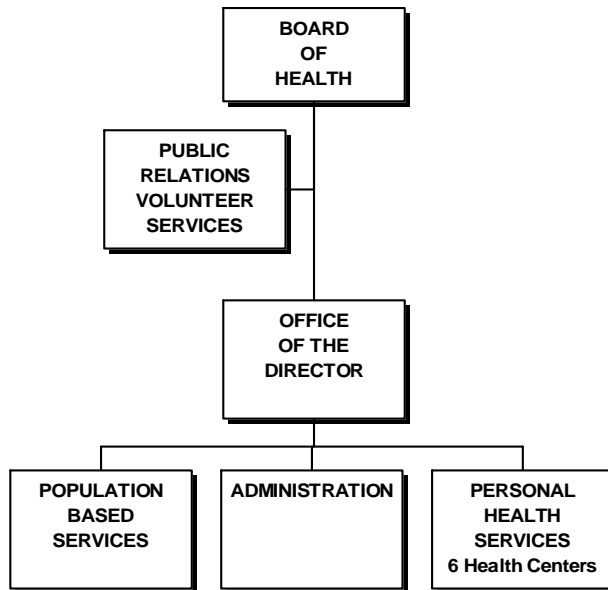 BOARD
OF
HEALTH
PUBLIC
RELATIONS
VOLUNTEER
SERVICES
OFFICE
OF THE
DIRECTOR
POPULATION
BASED
SERVICES
ADMINISTRATION
PERSONAL
HEALTH
SERVICES
6 Health Centers